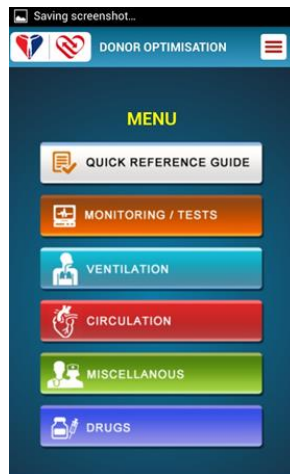 Saving screenshot...
DONOR OPTIMISATION
MENU
QUICK REFERENCE GUIDE
MONITORING / TESTS
VENTILATION
CIRCULATION
MISCELLANOUS
DRUGS